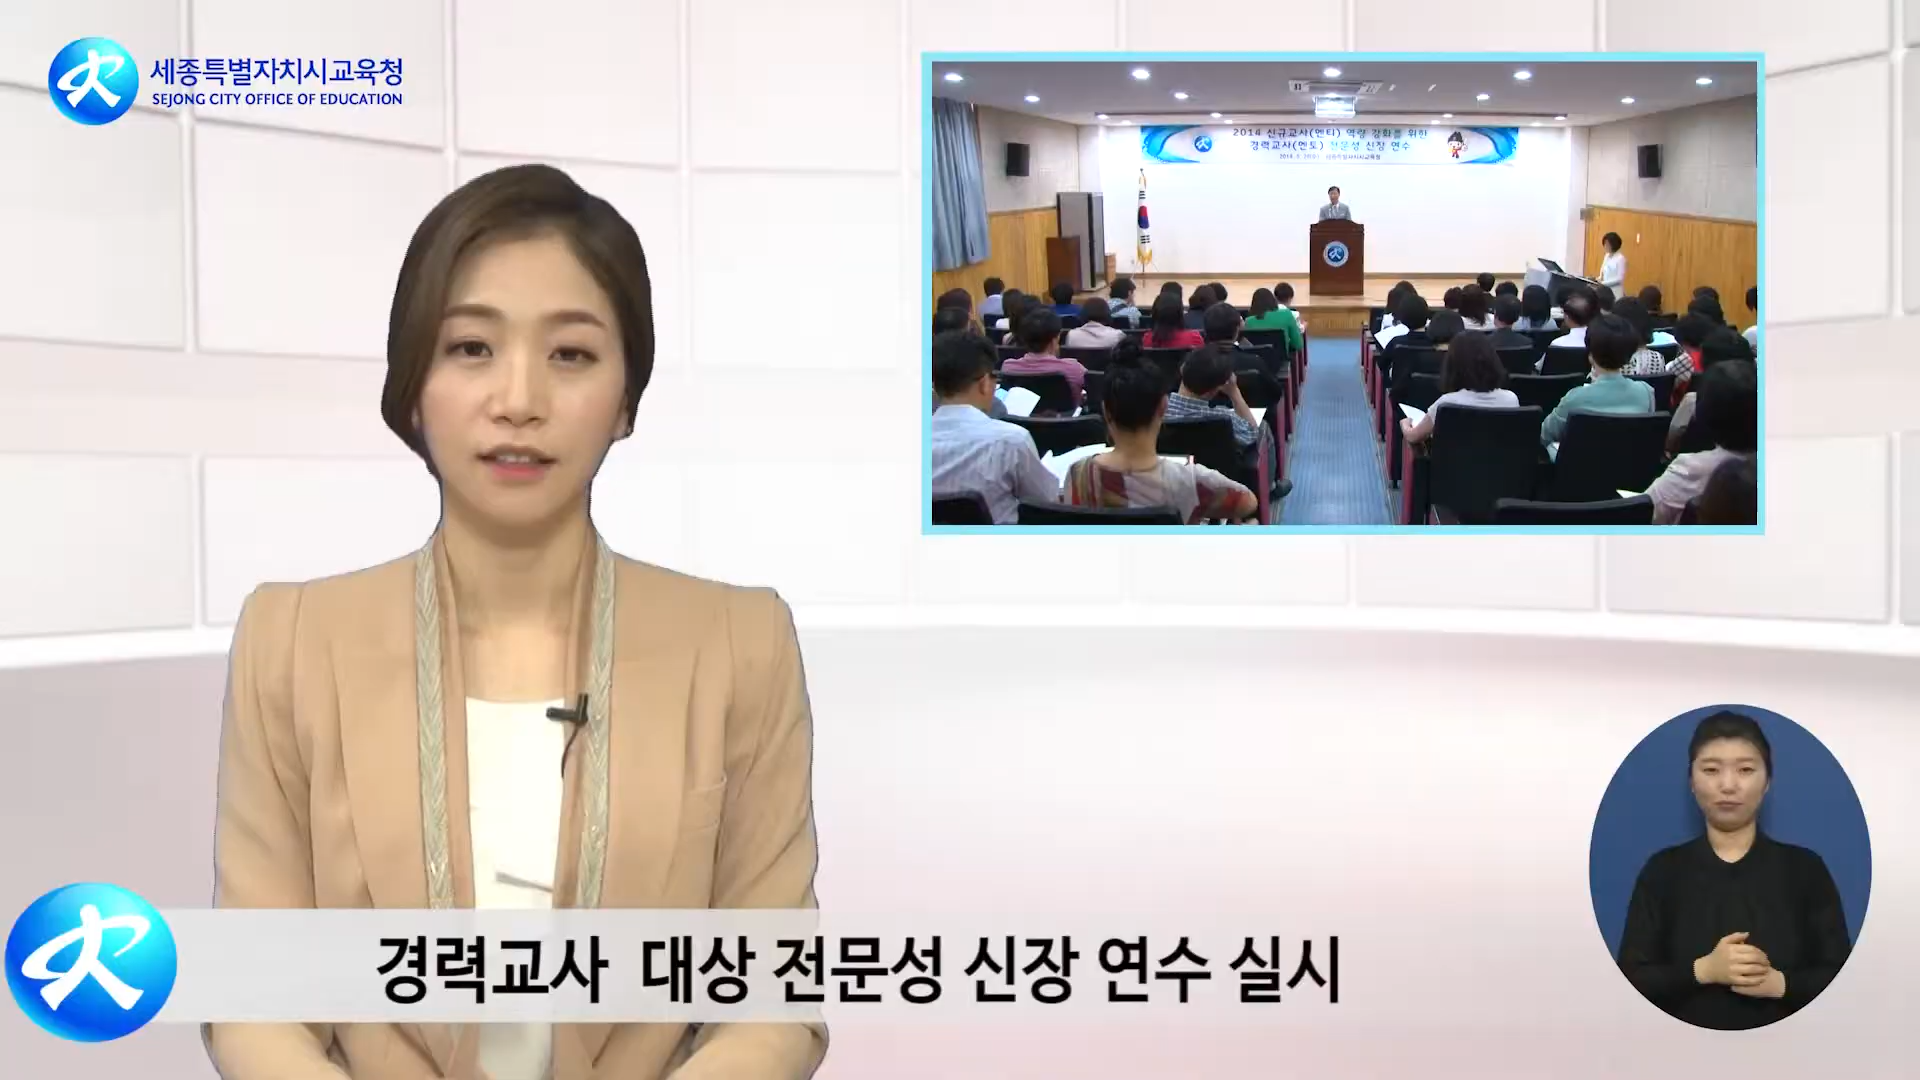 세종특별자치시교육청
SEJONG CITY OFFICE OF EDUCATION
2014 신규교사(멘티) 역량 강화를 위한
경력교사(멘토) 전문성 신장 연수
경력교사 대상 전문성 신장 연수 실시